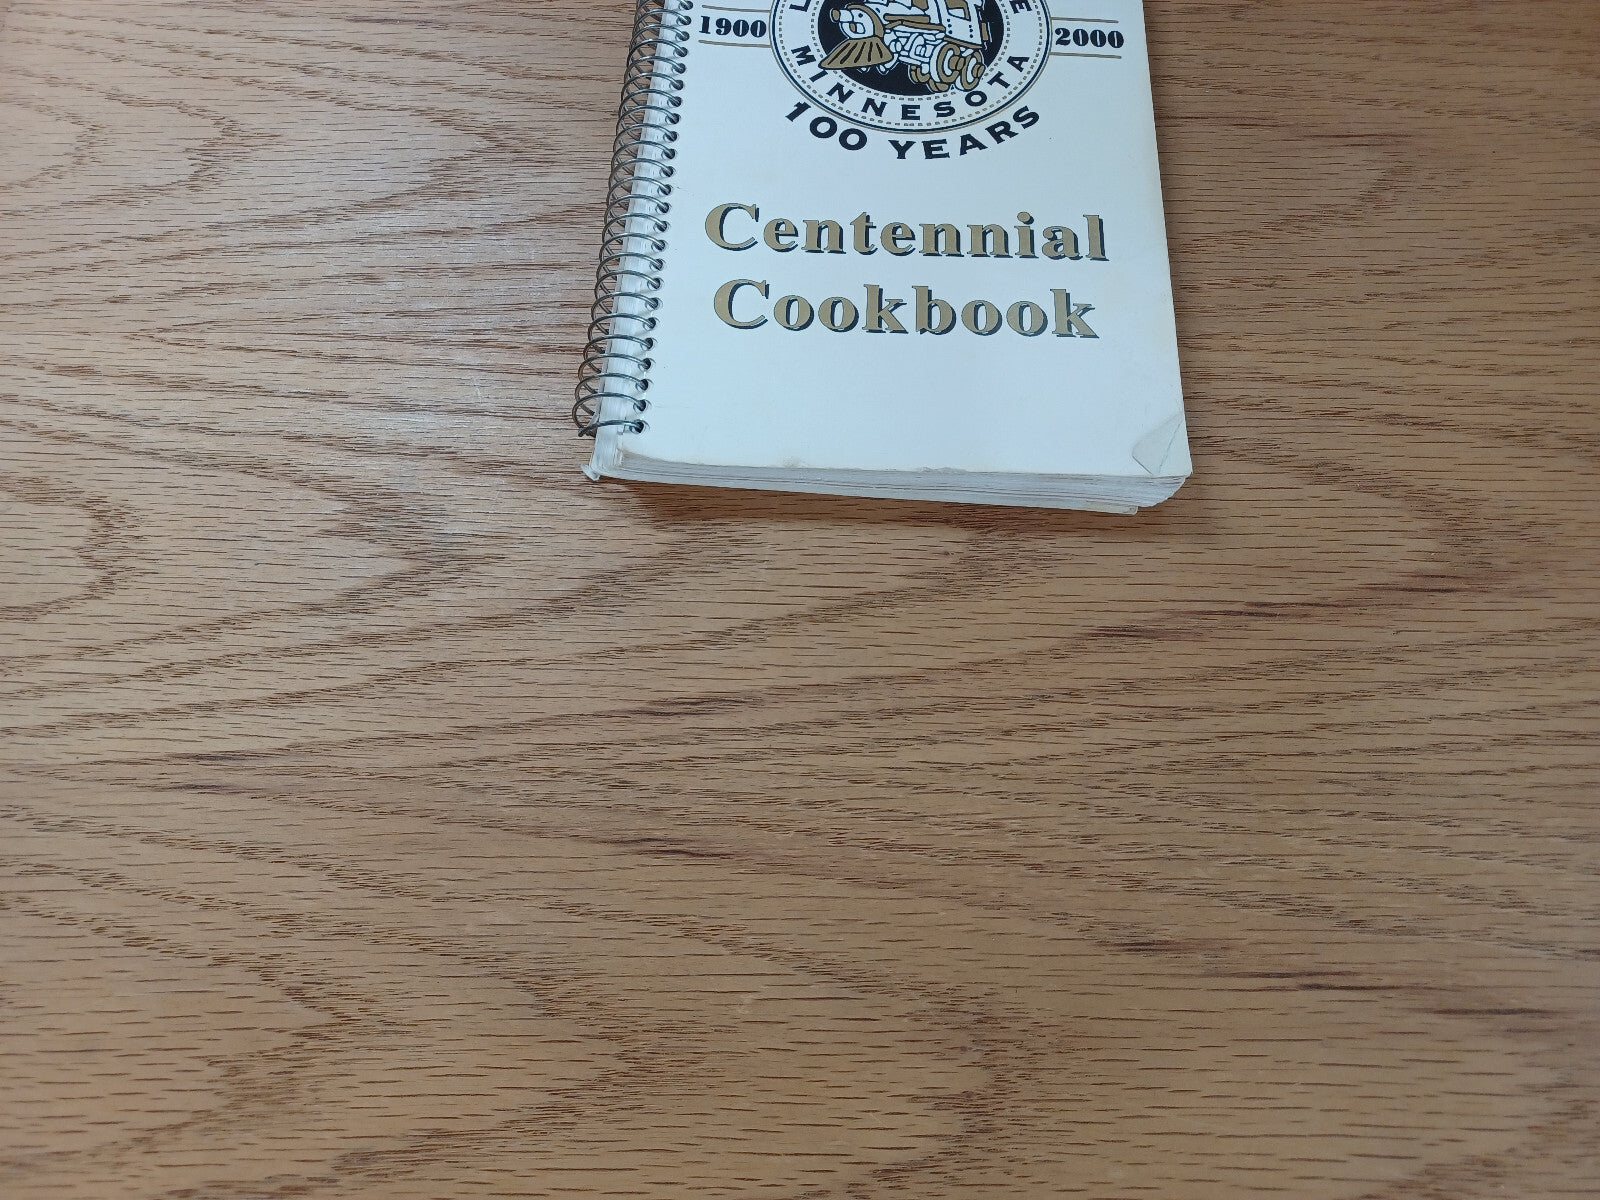 1900
2000
MINNESOTA
100 YEARS
Centennial
Cookbook